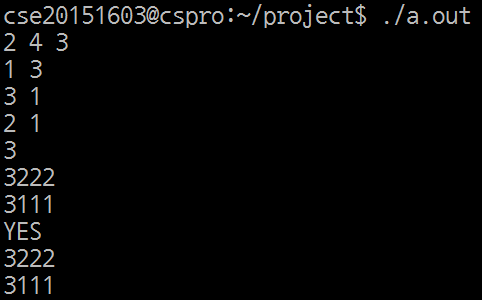 cse20151603@cspro:~/project$ ./a.out
2 4 3
1 3
3 1
2 1
3
3222
3111
YES
3222
3111